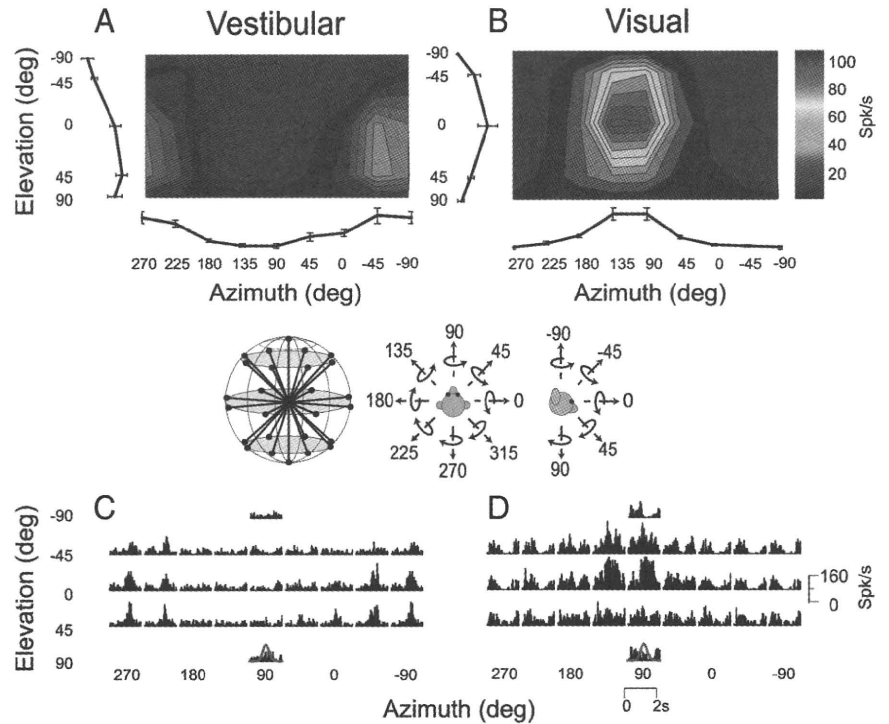 A Vestibular
B Visual
Elevation (deg)
-90
-45
0
45
90
-90
-45
0
45
90
100
80
60
40
20
Spk/s
270 225 180 135 90 45 0 -45 -90
270 225 180 135 90 45 0 -45 -90
Azimuth (deg)
Azimuth (deg)
90
135
45
180
0
225
315
270
-90
-45
0
45
90
C
D
Elevation (deg)
-90
-45
0
45
90
160
0
Spk/s
270 180 90 0 -90
270 180 90 0 -90
0 2s
Azimuth (deg)